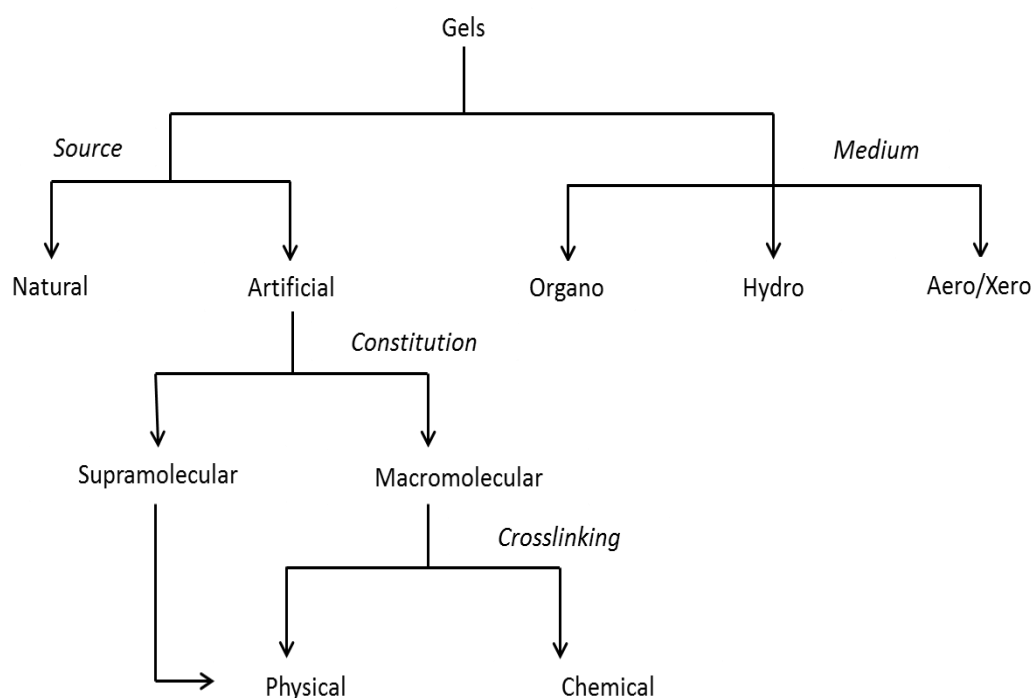 Gels
Source
Medium
Natural
Artificial
Organo
Hydro
Aero/Xero
Constitution
Supramolecular
Macromolecular
Crosslinking
Physical
Chemical